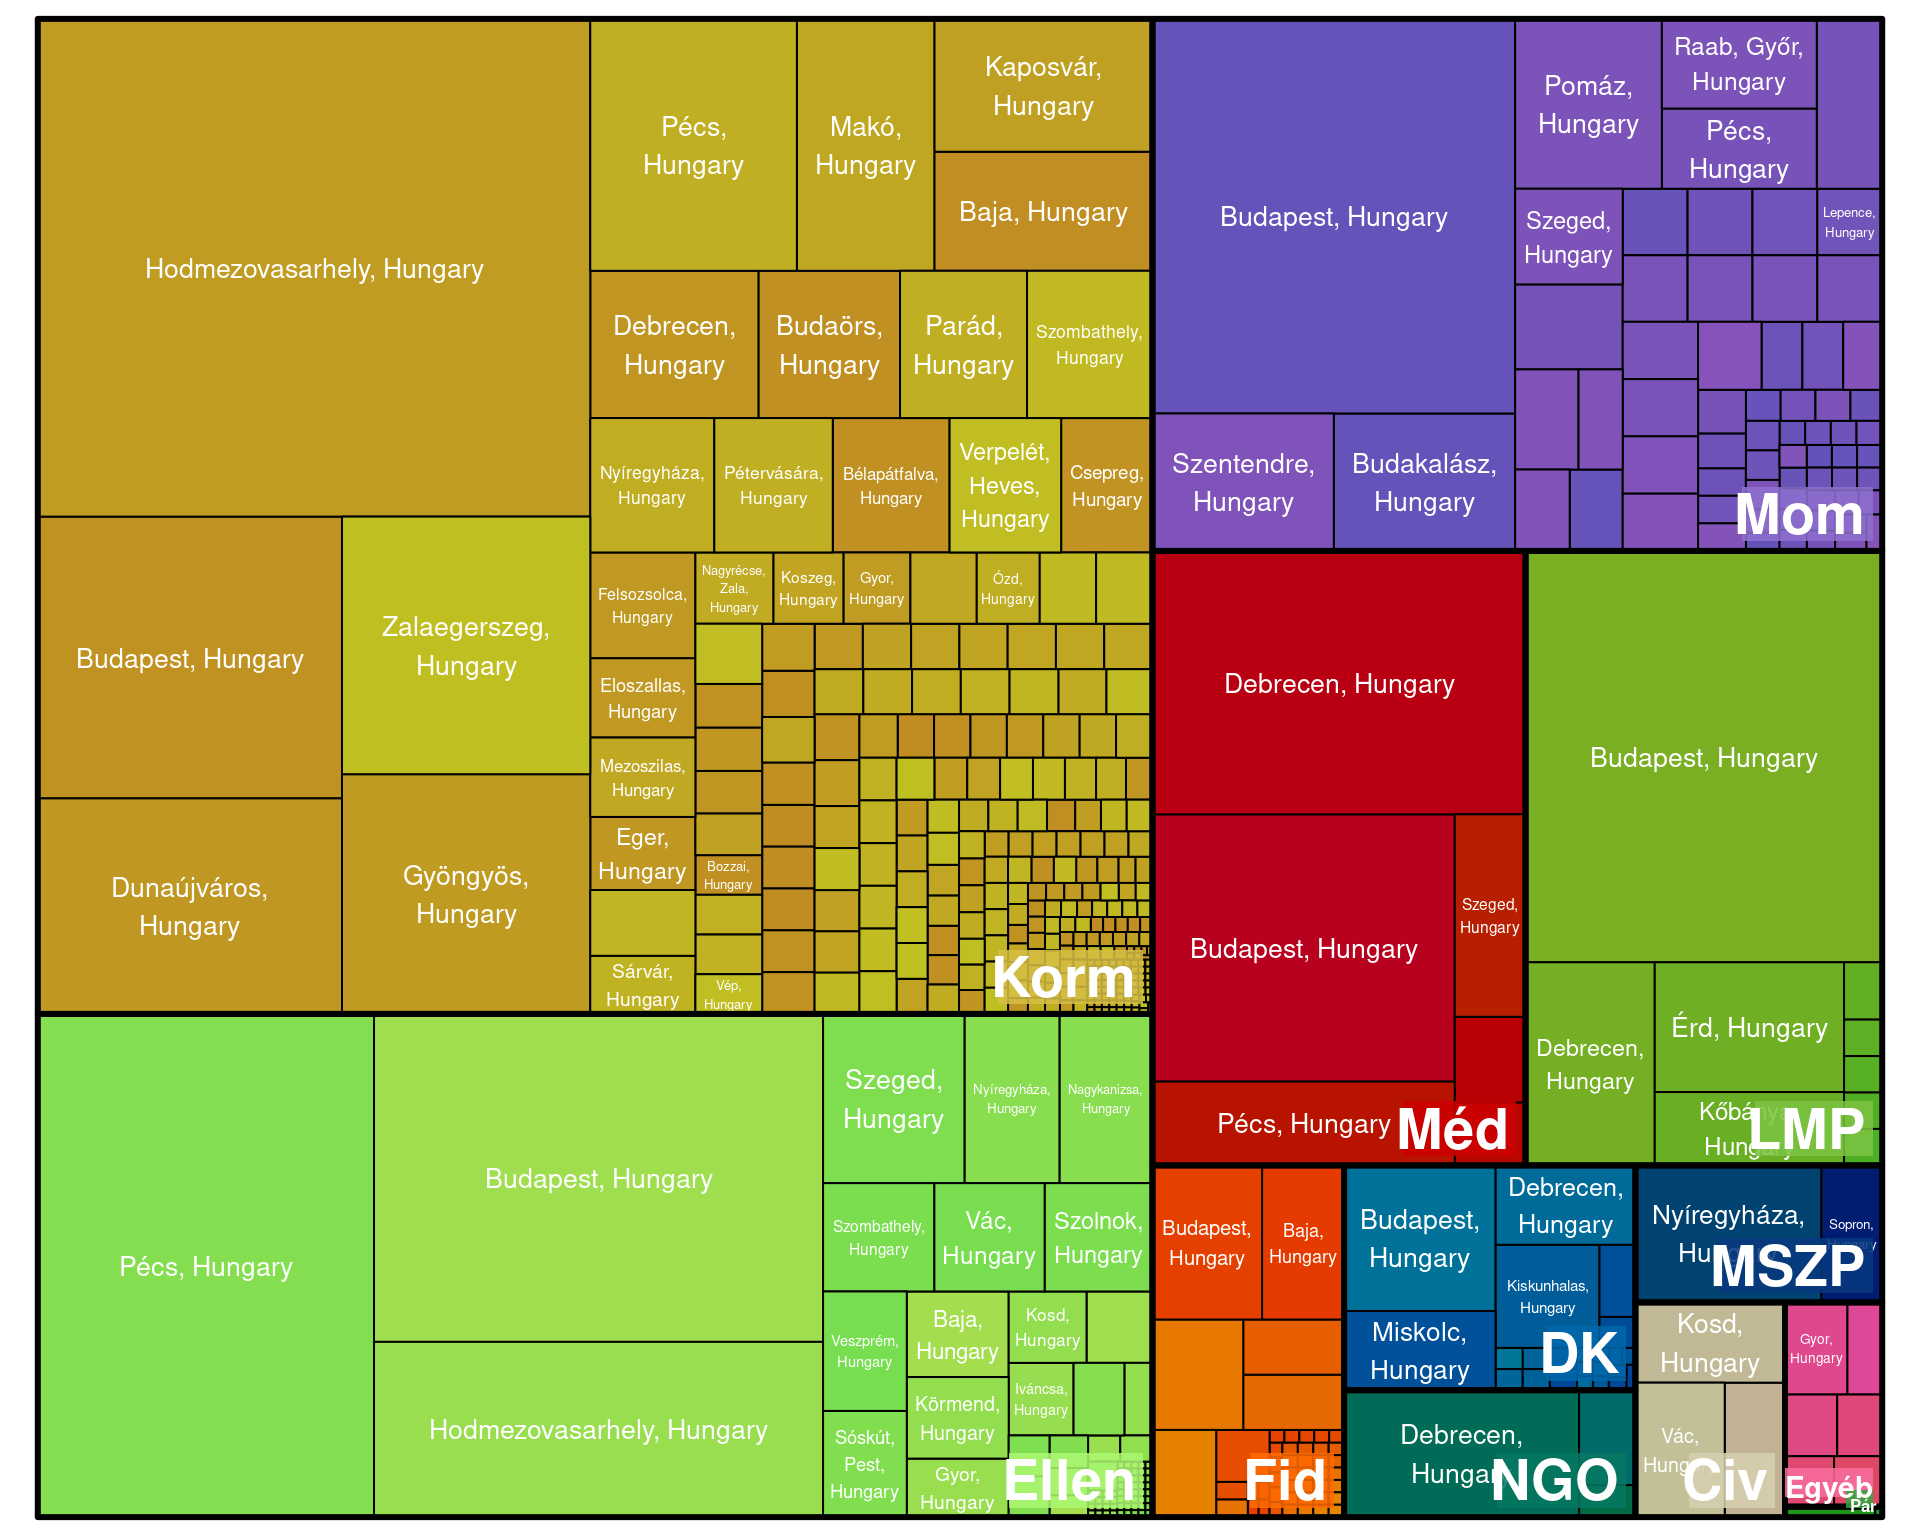 Hodmezovasarhely, Hungary
Pécs,
Hungary
Makó,
Hungary
Kaposvár,
Hungary
Baja, Hungary
Debrecen,
Hungary
Budaörs,
Hungary
Parád,
Hungary
Szombathely,
Hungary
Nyíregyháza,
Hungary
Pétervására,
Hungary
Bélapátfalva,
Hungary
Verpelét,
Heves,
Hungary
Csepreg,
Hungary
Budapest, Hungary
Zalaegerszeg,
Hungary
Dunaújváros,
Hungary
Gyöngyös,
Hungary
Felsozsolca,
Hungary
Nagyrécse,
Zala,
Hungary
Koszeg,
Hungary
Gyor,
Hungary
Ózd,
Hungary
Eloszallas,
Hungary
Mezoszilas,
Hungary
Eger,
Hungary
Bozzai,
Hungary
Sárvár,
Hungary
Vép,
Hungary
Korm
Budapest, Hungary
Pomáz,
Hungary
Raab, Győr,
Hungary
Pécs,
Hungary
Szeged,
Hungary
Lepence,
Hungary
Szentendre,
Hungary
Budakalász,
Hungary
Mom
Debrecen, Hungary
Budapest, Hungary
Szeged,
Hungary
Pécs, Hungary
Méd
Budapest, Hungary
Debrecen,
Hungary
Érd, Hungary
Kőbánya,
Hungary
LMP
Pécs, Hungary
Budapest, Hungary
Hodmezovasarhely, Hungary
Szeged,
Hungary
Nyíregyháza,
Hungary
Nagykanizsa,
Hungary
Szombathely,
Hungary
Vác,
Hungary
Szolnok,
Hungary
Veszprém,
Hungary
Baja,
Hungary
Kosd,
Hungary
Iváncsa,
Hungary
Körmend,
Hungary
Sóskút,
Pest,
Hungary
Gyor,
Hungary
Ellen
Budapest,
Hungary
Baja,
Hungary
Fid
Budapest,
Hungary
Debrecen,
Hungary
Kiskunhalas,
Hungary
Miskolc,
Hungary
DK
Nyíregyháza,
Hungary
Sopron,
Hungary
MSZP
Debrecen,
Hungary
NGO
Kosd,
Hungary
Vác,
Hungary
Civ
Gyor,
Hungary
Egyéb
Pár